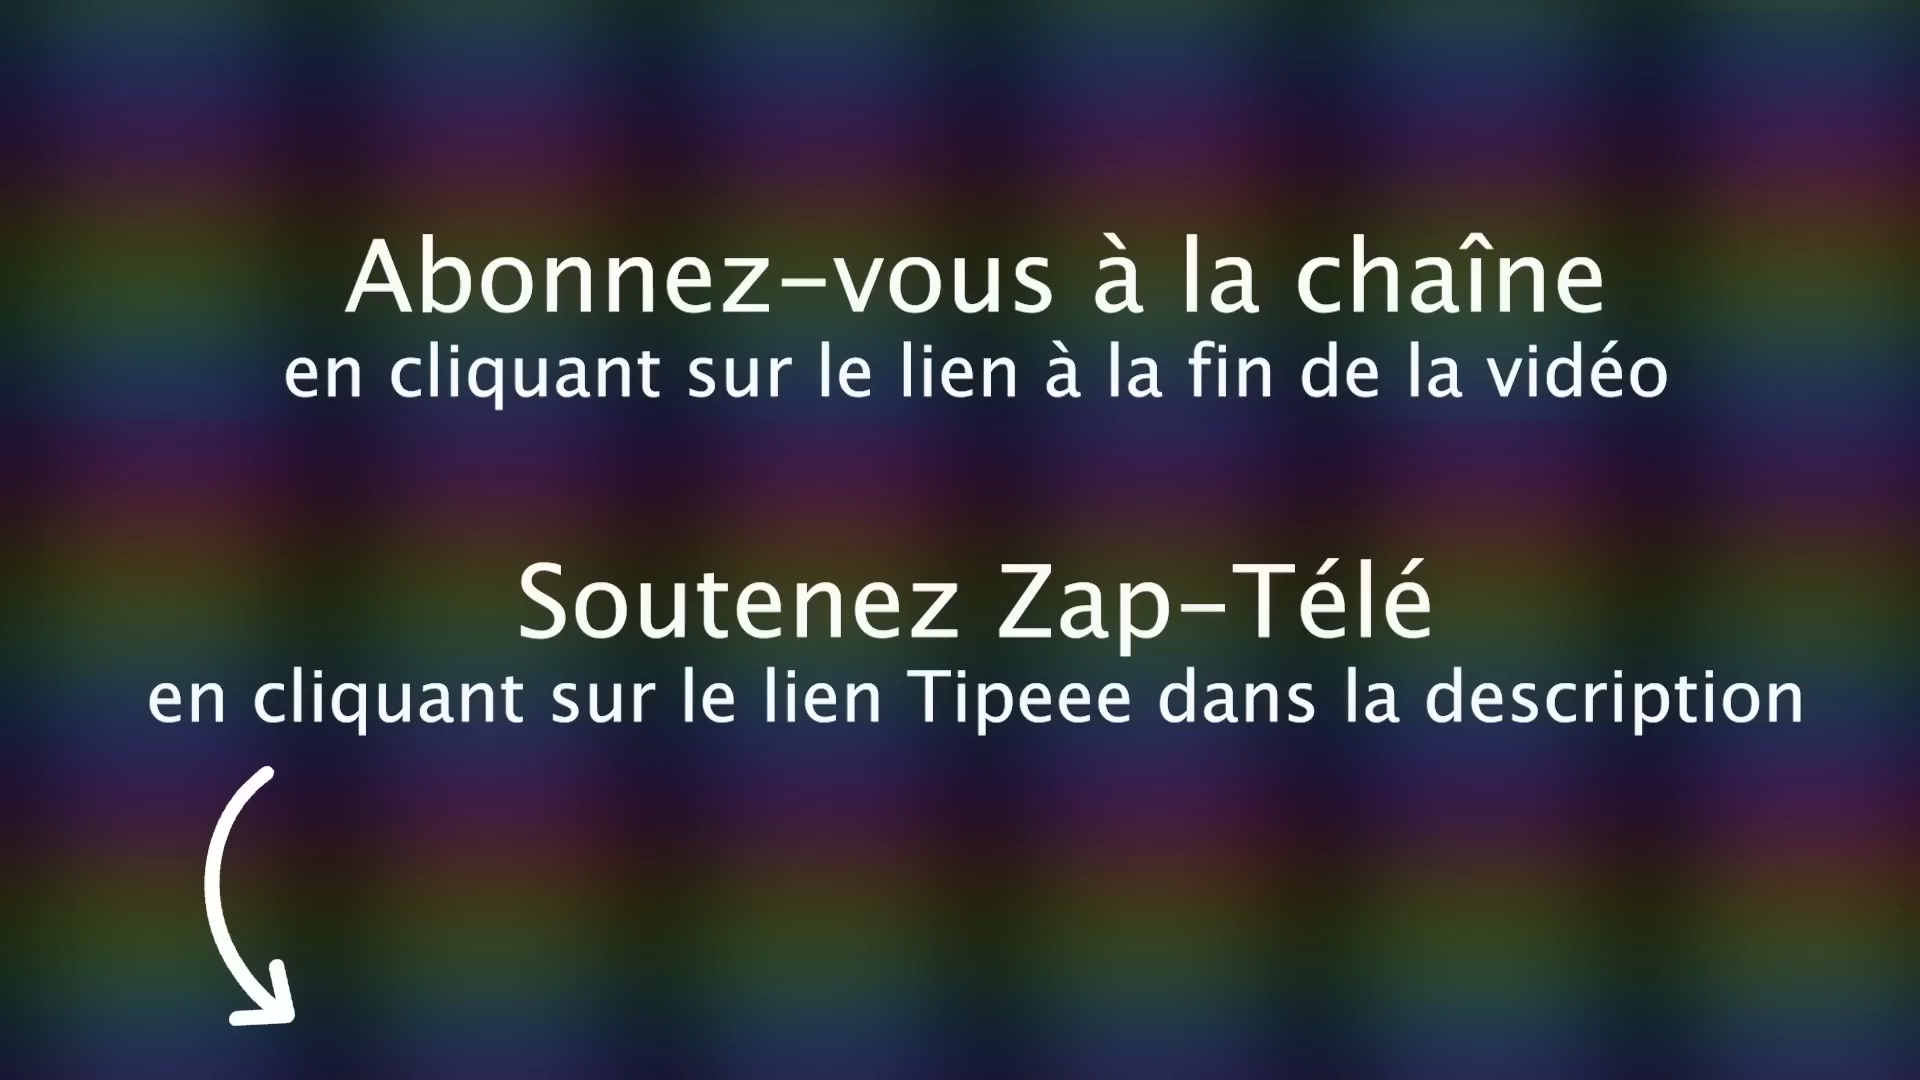 Abonnez-vous à la chaîne
en cliquant sur le lien à la fin de la vidéo
Soutenez Zap-Télé
en cliquant sur le lien Tipeee dans la description